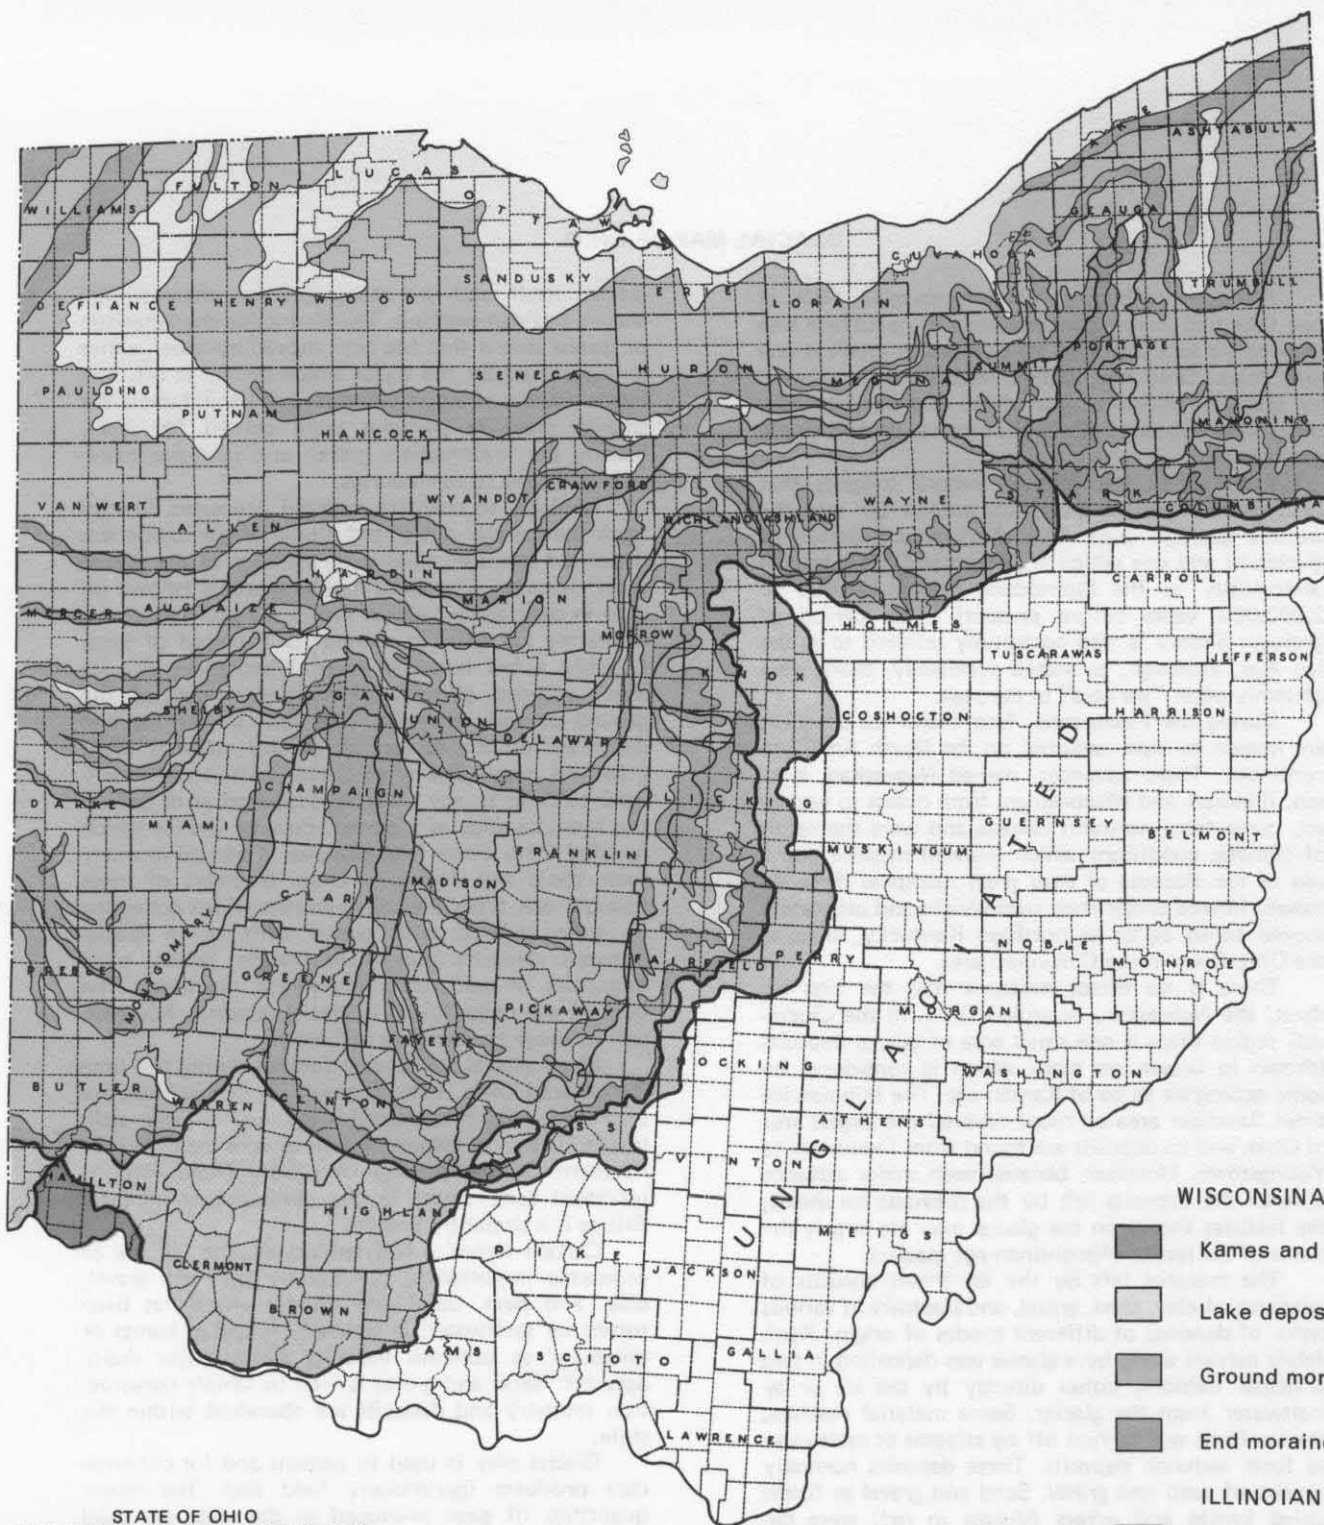 LAKE
ASHTABULA
LUCAS
FULTON
WILLIAMS
OTTAWA
GEAUGA
CUYAHOGA
SANDUSKY
ERIE
LORAIN
TRUMBULL
DEFIANCE
HENRY
WOOD
PORTAGE
SENECA
HURON
MEDINA
SUMMIT
PAULDING
PUTNAM
HANCOCK
MAHONING
CRAWFORD
WYANDOT
VAN WERT
WAYNE
STARK
COLUMBIANA
ALLEN
RICHLAND
ASHLAND
HARDIN
CARROLL
MERCER
AUGLAIZE
MARION
HOLMES
MORROW
TUSCARAWAS
JEFFERSON
KNOX
LOGAN
SHELBY
UNION
COSHOCTON
HARRISON
DELAWARE
CHAMPAIGN
DARKE
LICKING
MIAMI
GUERNSEY
BELMONT
FRANKLIN
MUSKINGUM
MADISON
CLARK
MONTGOMERY
NOBLE
PREBLE
GREENE
FAIRFIELD
PERRY
MONROE
PICKAWAY
MORGAN
FAYETTE
HOCKING
WASHINGTON
BUTLER
WARREN
CLINTON
ROSS
ATHENS
VINTON
HAMILTON
HIGHLAND
MEIGS
PIKE
CLERMONT
JACKSON
BROWN
ADAMS
SCIOTO
GALLIA
LAWRENCE
UNGLACIATED
WISCONSINA
Kames and
Lake depos
Ground mor
End moraine
ILLINOIAN
STATE OF OHIO